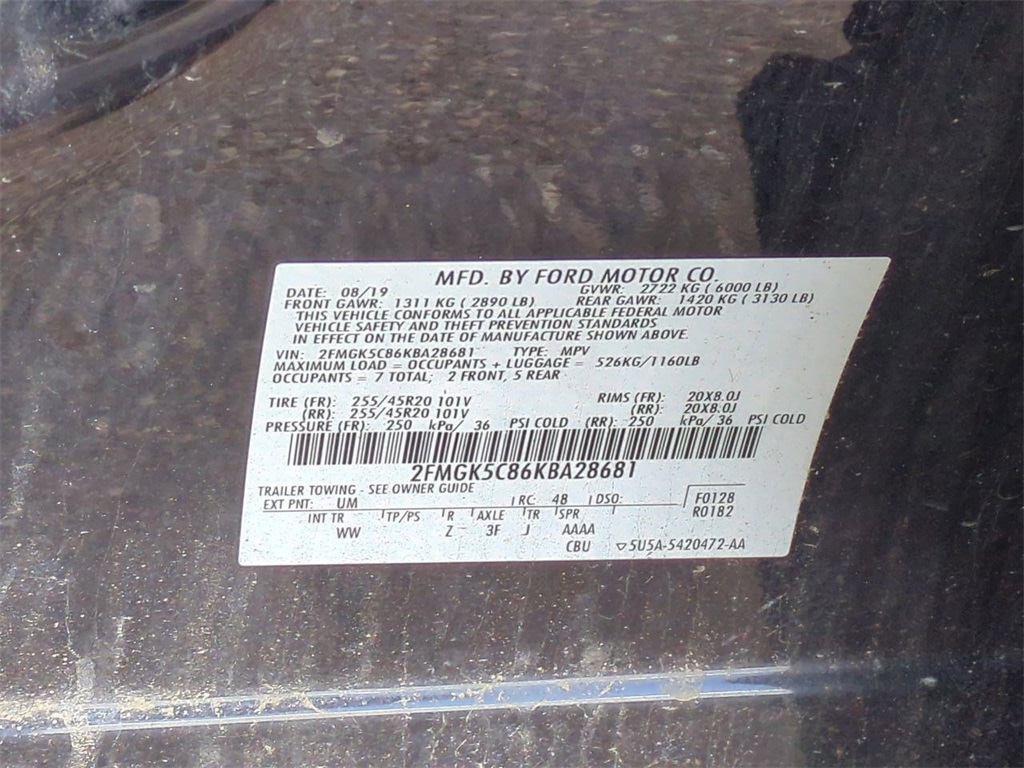 MFD. BY FORD MOTOR CO.
DATE: 08/19 GVWR: 2722 KG ( 6000 LB)
FRONT GAWR: 1311 KG ( 2890 LB) REAR GAWR: 1420 KG ( 3130 LB)
THIS VEHICLE CONFORMS TO ALL APPLICABLE FEDERAL MOTOR
VEHICLE SAFETY AND THEFT PREVENTION STANDARDS
IN EFFECT ON THE DATE OF MANUFACTURE SHOWN ABOVE.
VIN: 2FMGK5C86KBA28681 TYPE: MPV
MAXIMUM LOAD = OCCUPANTS + LUGGAGE = 526KG/1160LB
OCCUPANTS = 7 TOTAL; 2 FRONT, 5 REAR
TIRE (FR): 255/45R20 101V RIMS (FR): 20X8.0J
(RR): 255/45R20 101V (RR): 20X8.0J
PRESSURE (FR): 250 kPa/ 36 PSI COLD (RR): 250 kPa/ 36 PSI COLD
2FMGK5C86KBA28681
TRAILER TOWING - SEE OWNER GUIDE
EXT PNT: UM RC: 48 DSO: F0128
R0182
INT TR TP/PS R AXLE TR SPR
WW Z 3F J AAAA
CBU ▽5U5A-5420472-AA